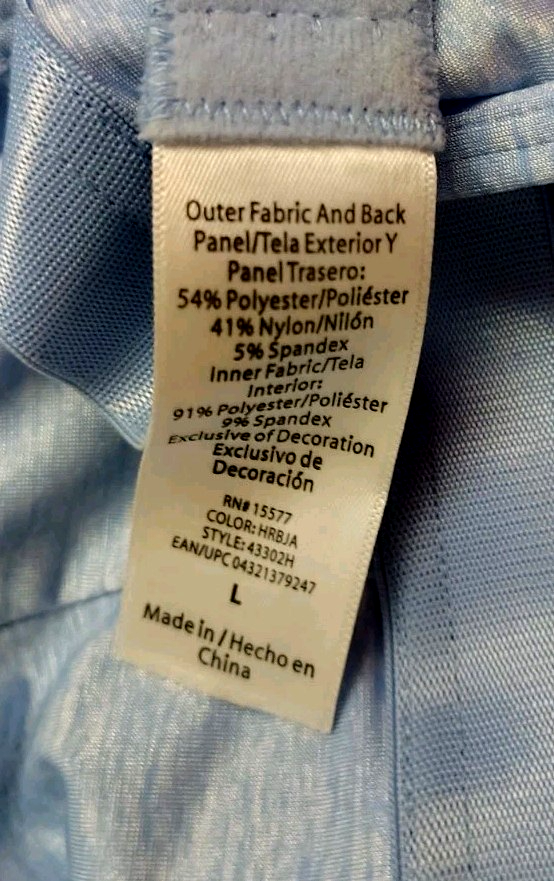 Outer Fabric And Back
Panel/Tela Exterior Y
Panel Trasero:
54% Polyester/Poliéster
41% Nylon/Nilón
5% Spandex
Inner Fabric/Tela
Interior:
91% Polyester/Poliéster
9% Spandex
Exclusive of Decoration
Exclusivo de
Decoración
RN# 15577
COLOR: HRBJA
STYLE: 43302H
EAN/UPC 04321379247
L
Made in / Hecho en
China